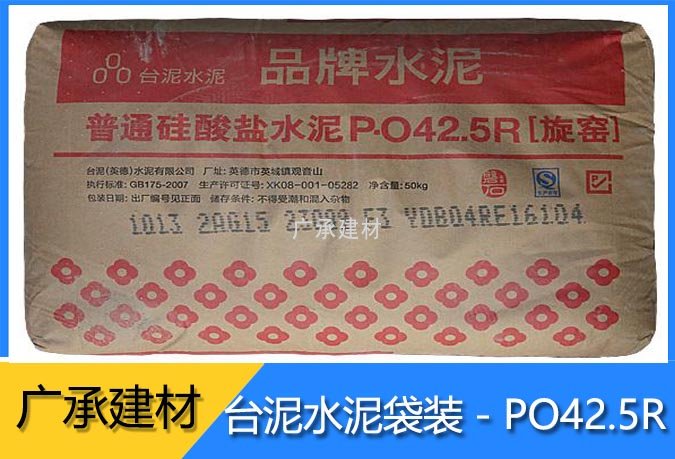 台泥水泥 品牌水泥
普通硅酸盐水泥P·O42.5R[旋窑]
台泥(英德)水泥有限公司 厂址:英德市英城镇观音山
执行标准:GB175-2007 生产许可证号:XK08-001-05282 净含量:50kg
包装日期:出厂编号见正面 储存条件:不得受潮和混入杂物
磐石
1013 2AG15
YDBQ4RE16104
广承建材
广承建材
台泥水泥袋装 - PO42.5R